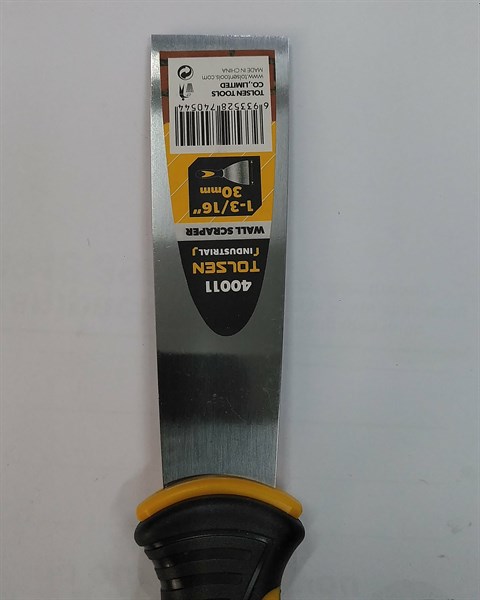 40011
TOLSEN
INDUSTRIAL
WALL SCRAPER
1-3/16"
30mm
6 933528 740544
TOLSEN TOOLS
CO., LIMITED
www.tolsentools.com
MADE IN CHINA